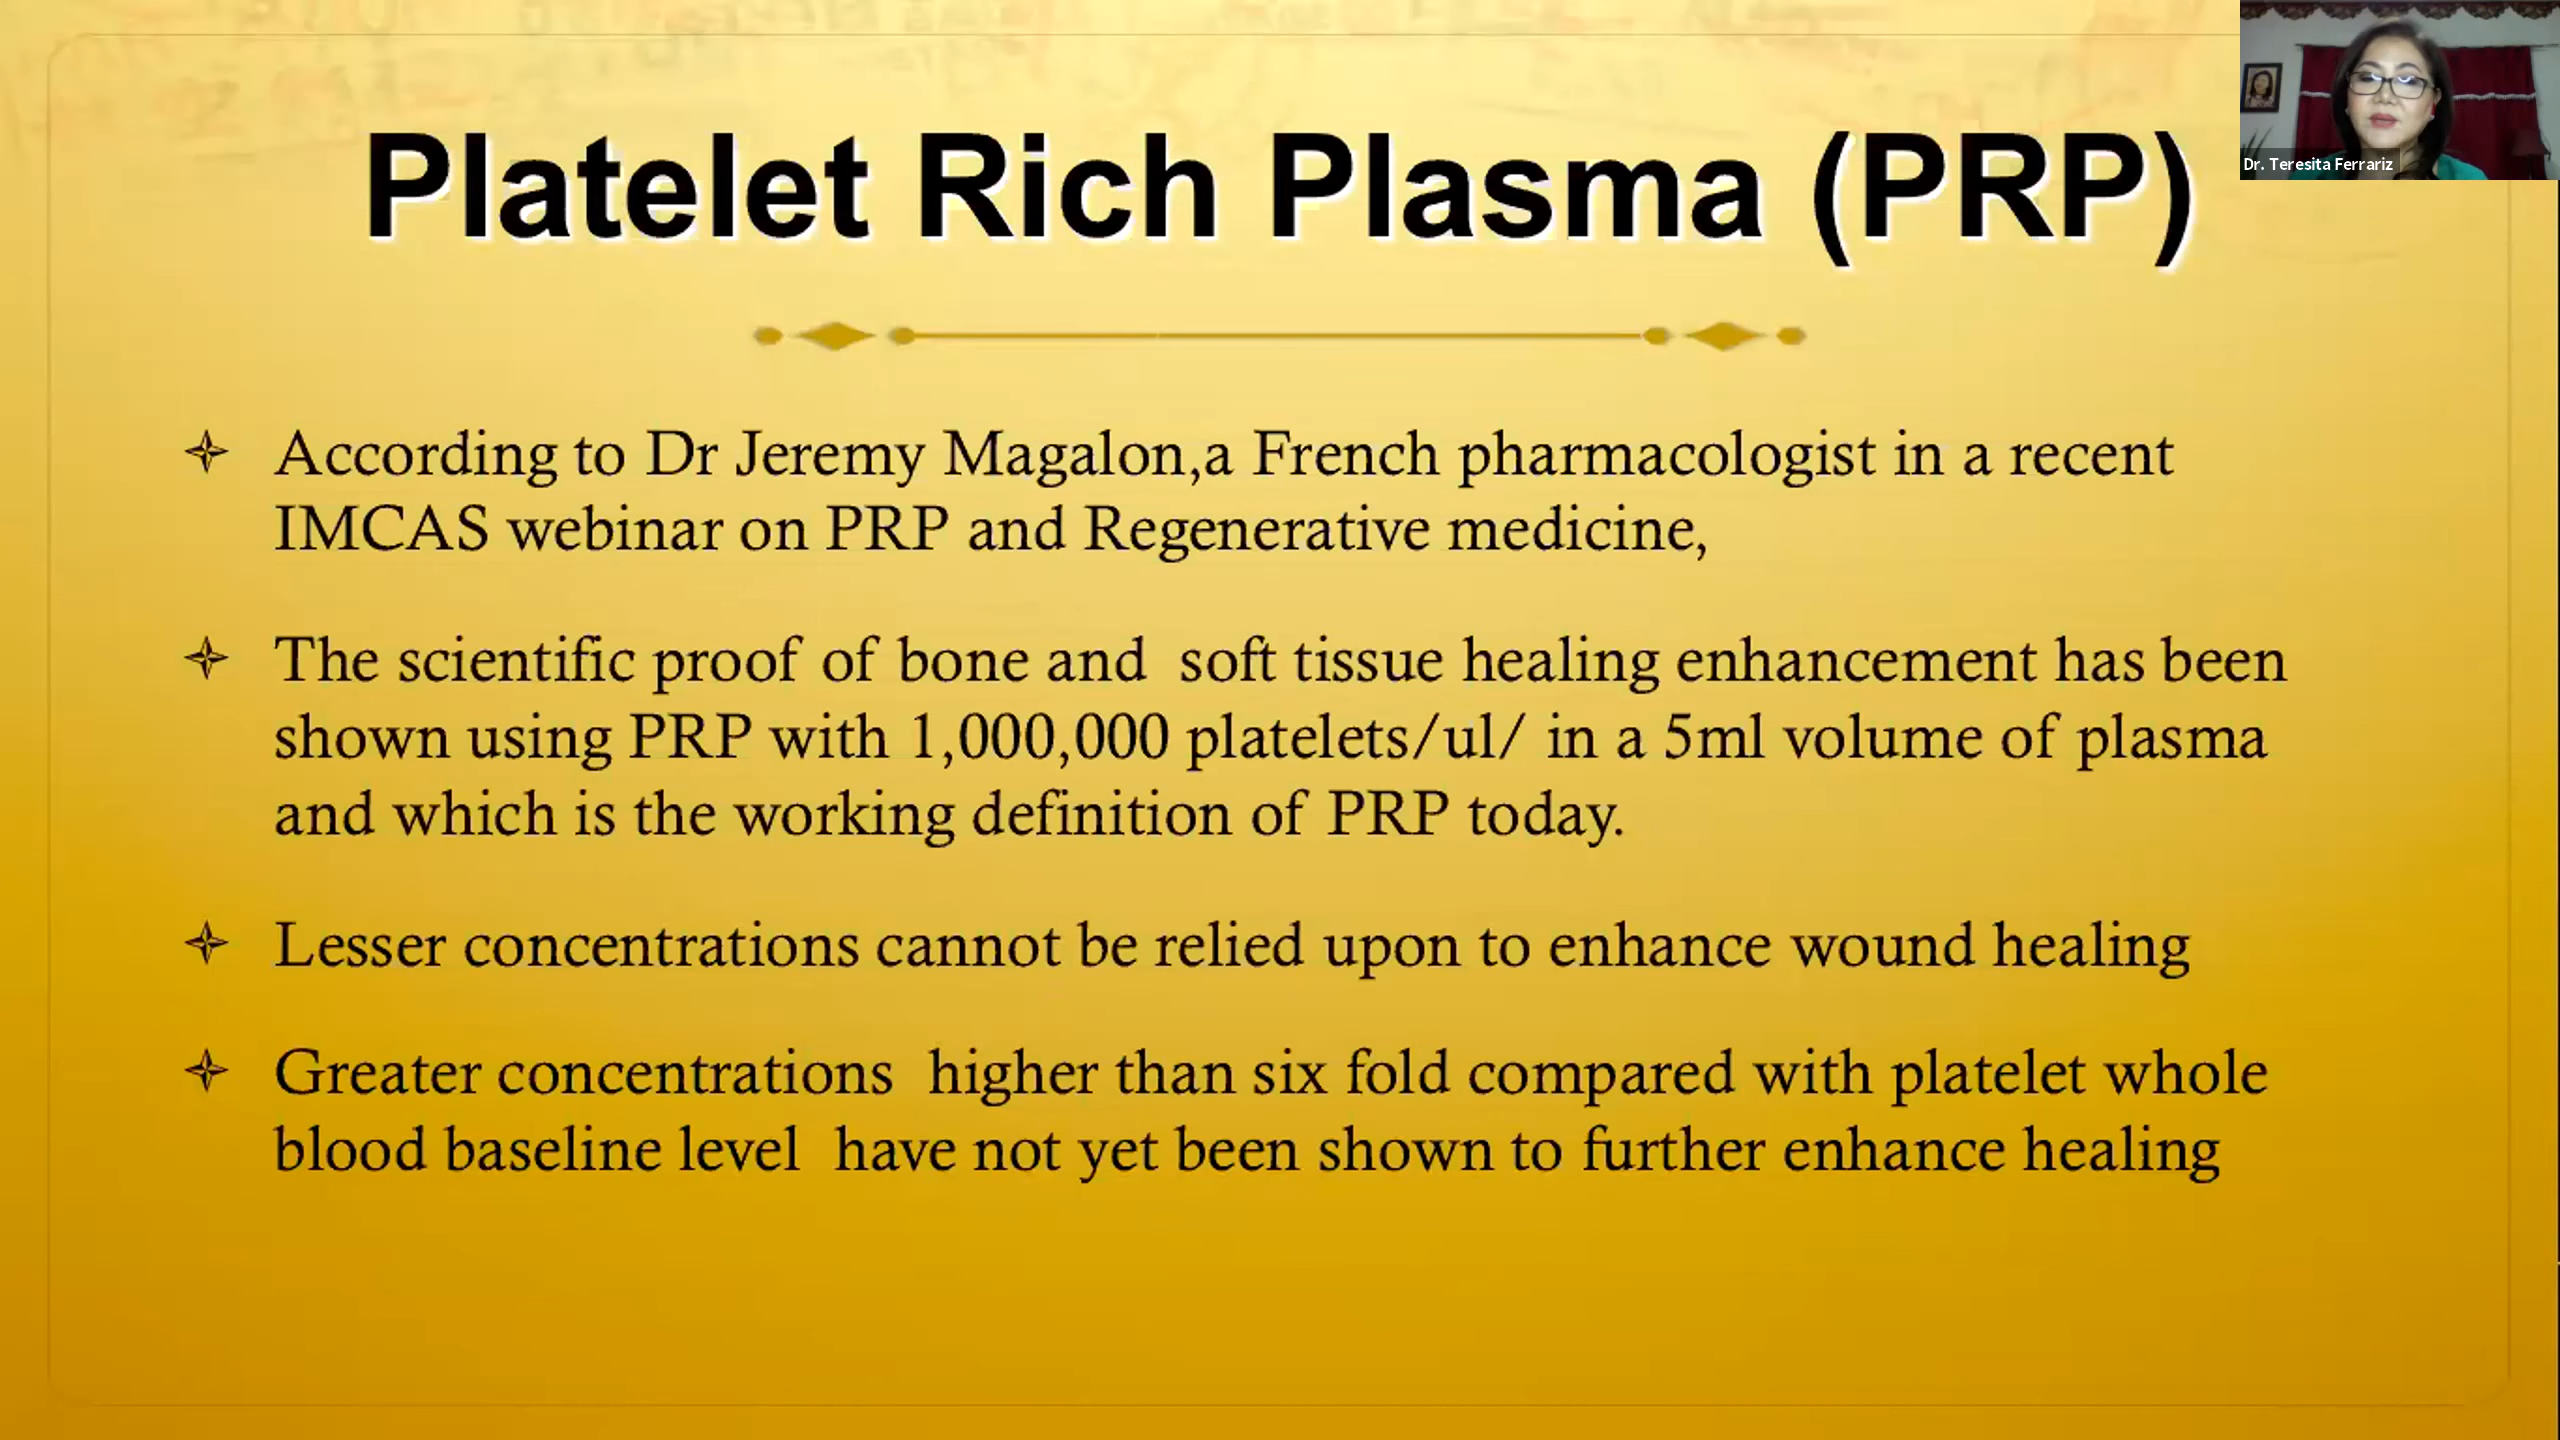 Platelet Rich Plasma (PRP)
Dr. Teresita Ferrariz
According to Dr Jeremy Magalon,a French pharmacologist in a recent
IMCAS webinar on PRP and Regenerative medicine,
The scientific proof of bone and soft tissue healing enhancement has been
shown using PRP with 1,000,000 platelets/ul/ in a 5ml volume of plasma
and which is the working definition of PRP today.
Lesser concentrations cannot be relied upon to enhance wound healing
Greater concentrations higher than six fold compared with platelet whole
blood baseline level have not yet been shown to further enhance healing